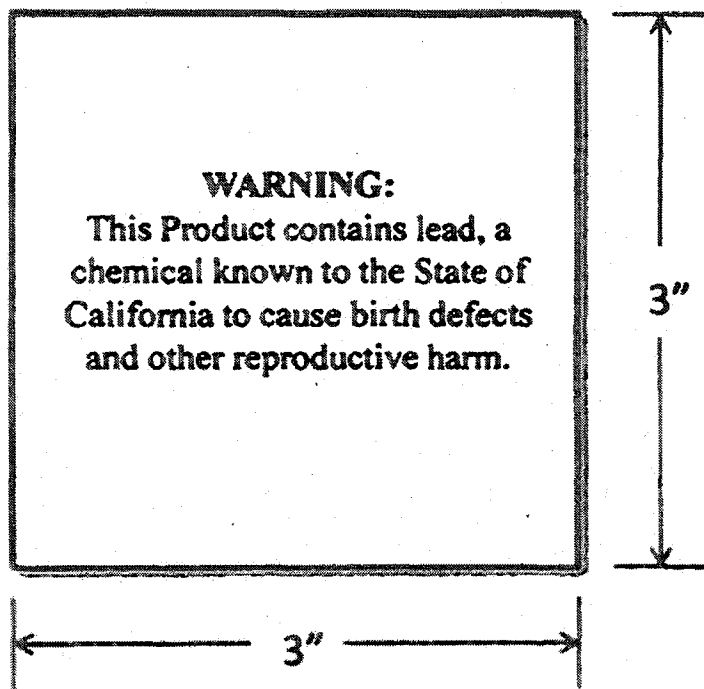 WARNING:
This Product contains lead, a
chemical known to the State of
California to cause birth defects
and other reproductive harm.
3"
3"